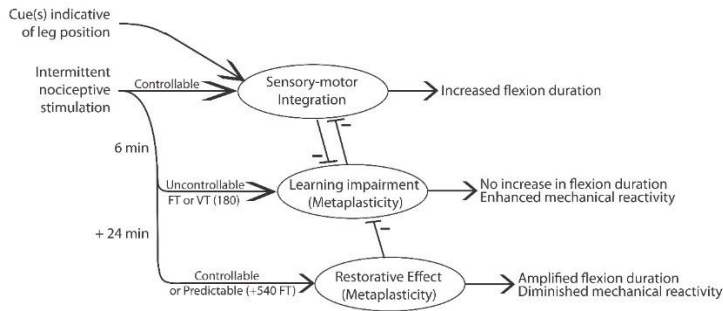 Cue(s) indicative
of leg position
Intermittent
nociceptive
stimulation
Controllable
Sensory-motor
Integration
Increased flexion duration
6 min
Uncontrollable
FT or VT (180)
Learning impairment
(Metaplasticity)
No increase in flexion duration
Enhanced mechanical reactivity
+ 24 min
Controllable
or Predictable (+540 FT)
Restorative Effect
(Metaplasticity)
Amplified flexion duration
Diminished mechanical reactivity